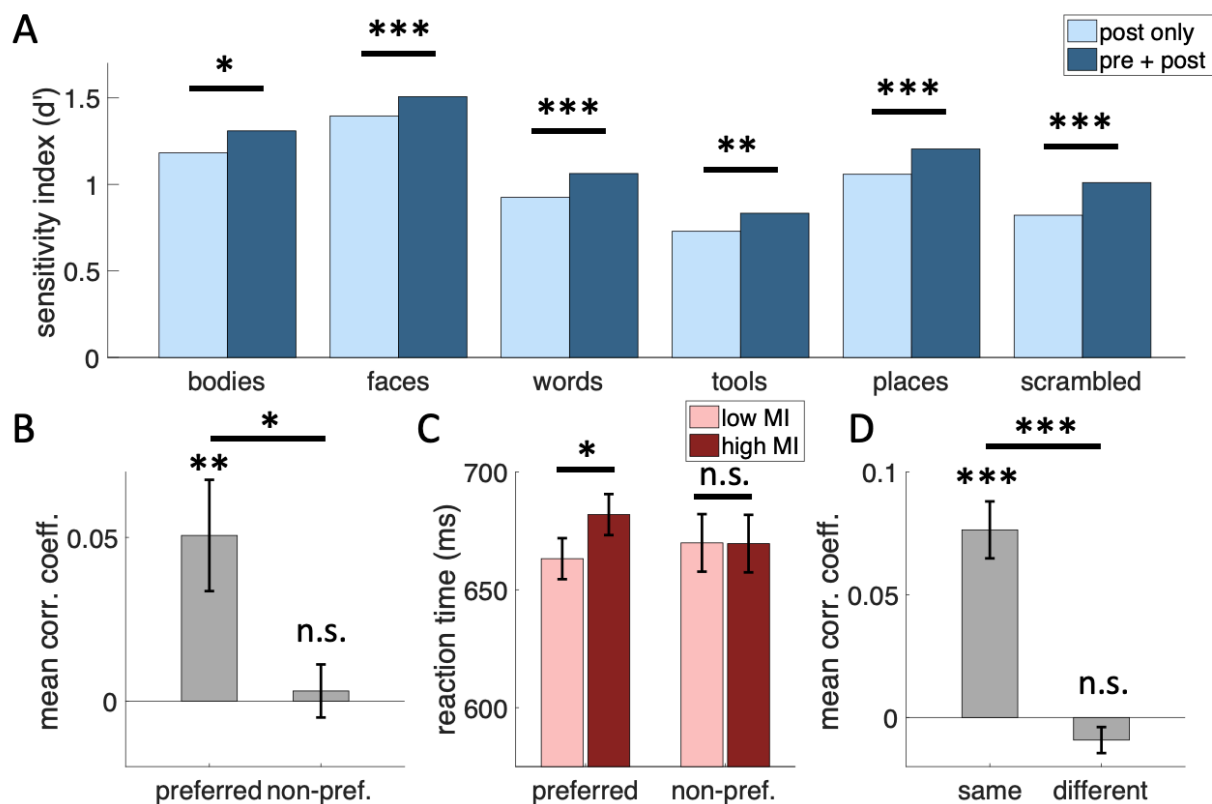 A
post only
pre + post
sensitivity index (d')
1.5
1
0.5
0
*
***
***
**
***
***
bodies
faces
words
tools
places
scrambled
B
mean corr. coeff.
0.05
0
*
**
n.s.
preferred
non-pref.
C
low MI
high MI
reaction time (ms)
700
650
600
*
n.s.
preferred
non-pref.
D
mean corr. coeff.
0.1
0.05
0
***
***
n.s.
same
different